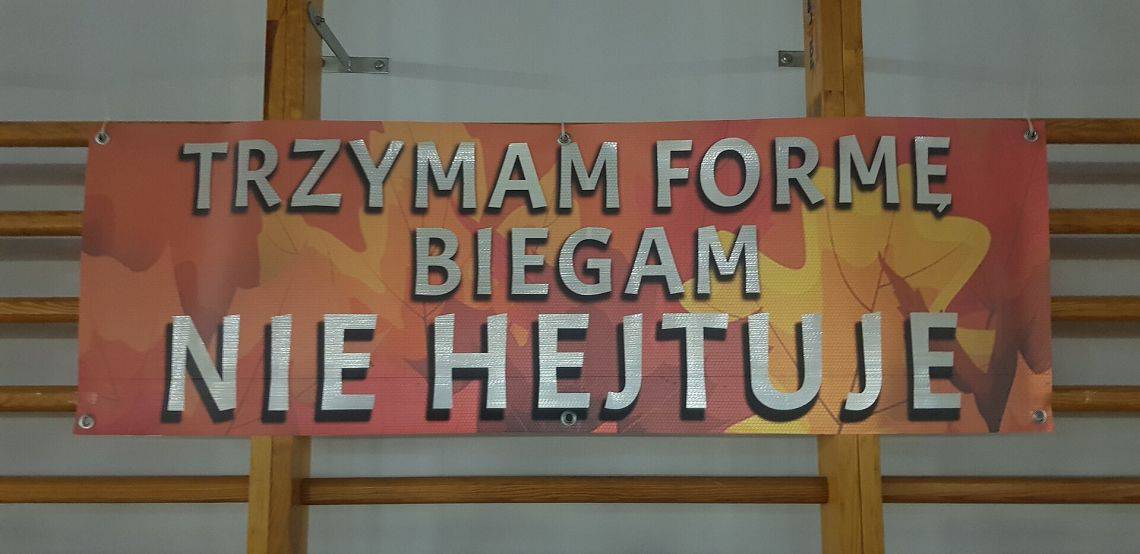 TRZYMAM FORMĘ
BIEGAM
NIE HEJTUJE